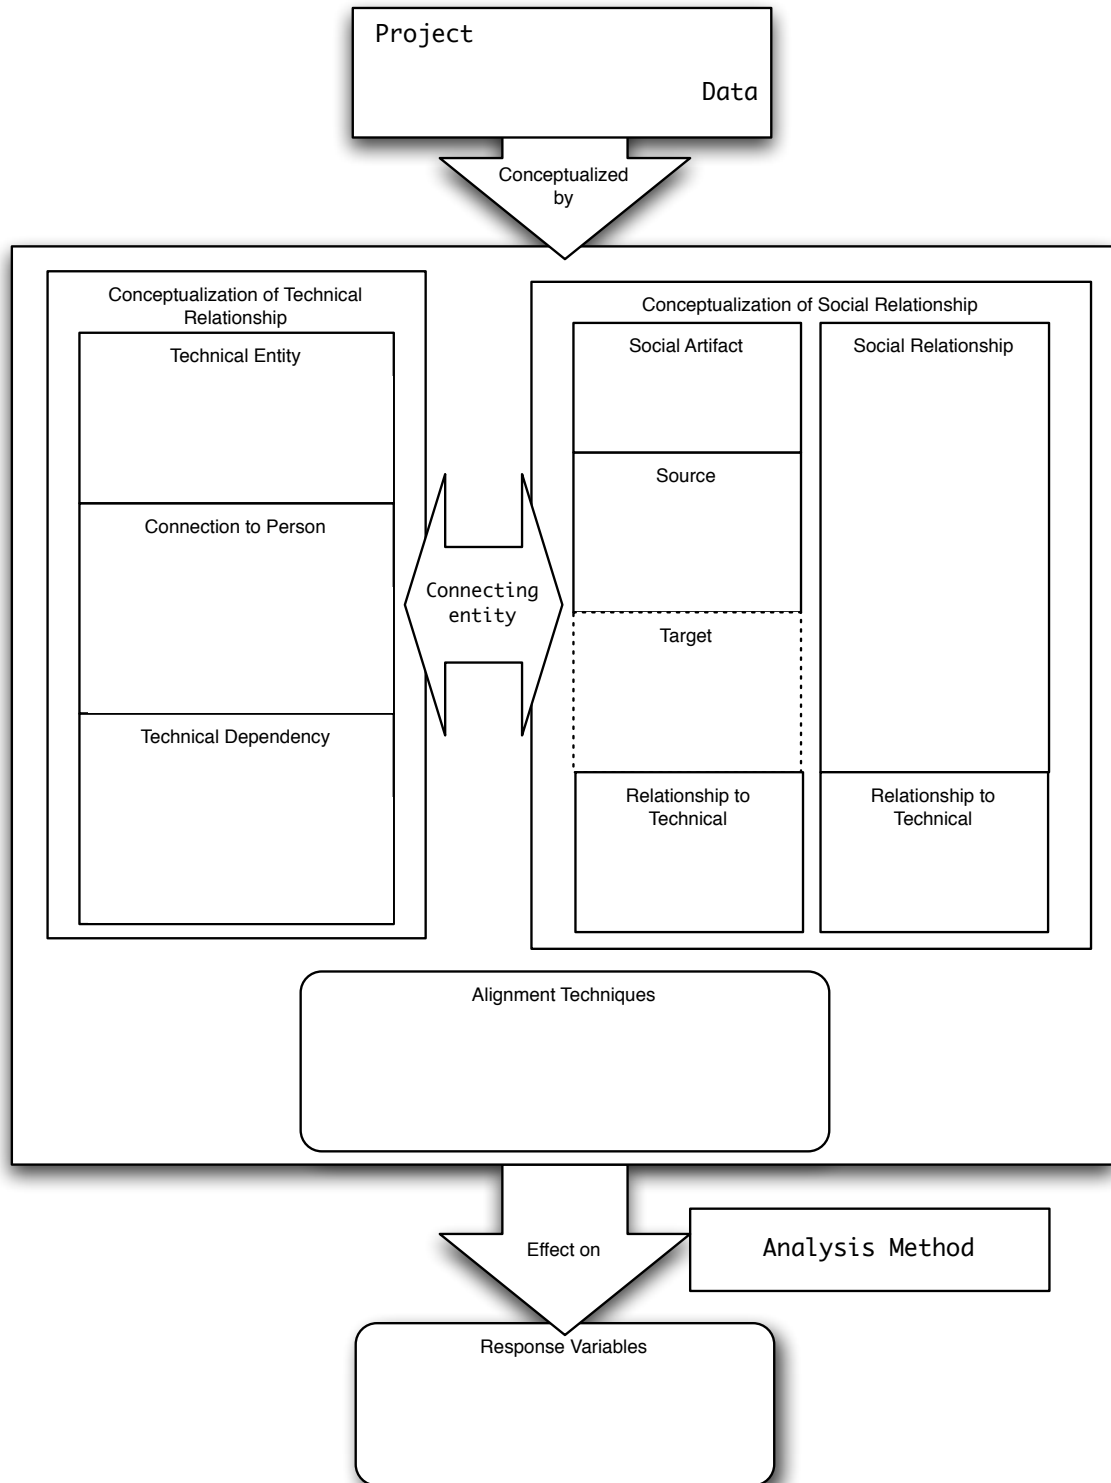 Project
Data
Conceptualized
by
Conceptualization of Technical
Relationship
Technical Entity
Connection to Person
Technical Dependency
Connecting
entity
Conceptualization of Social Relationship
Social Artifact
Source
Target
Relationship to
Technical
Social Relationship
Relationship to
Technical
Alignment Techniques
Effect on
Analysis Method
Response Variables